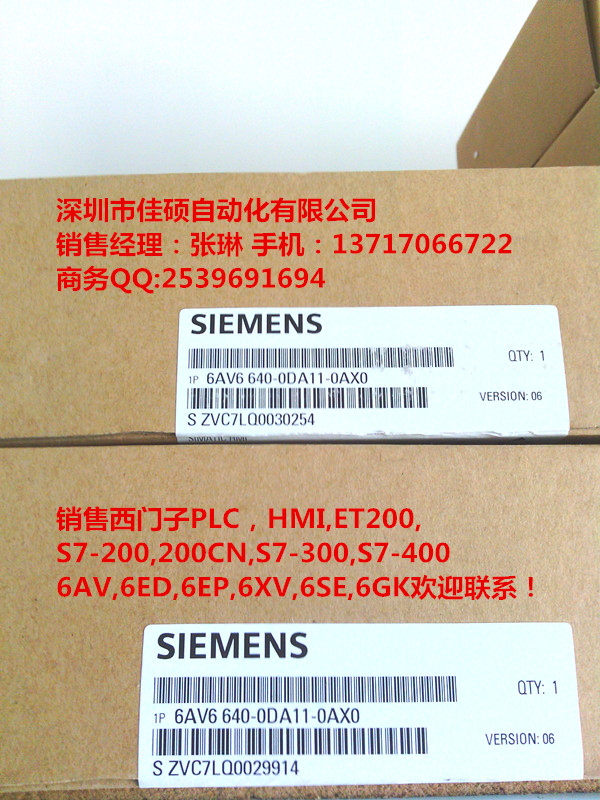 深圳市佳硕自动化有限公司
销售经理：张琳 手机：13717066722
商务QQ:2539691694
SIEMENS
QTY: 1
1P 6AV6 640-0DA11-0AX0
VERSION: 06
S ZVC7LQ0030254
销售西门子PLC，HMI,ET200,
S7-200,200CN,S7-300,S7-400
6AV,6ED,6EP,6XV,6SE,6GK欢迎联系！
SIEMENS
QTY: 1
1P 6AV6 640-0DA11-0AX0
VERSION: 06
S ZVC7LQ0029914